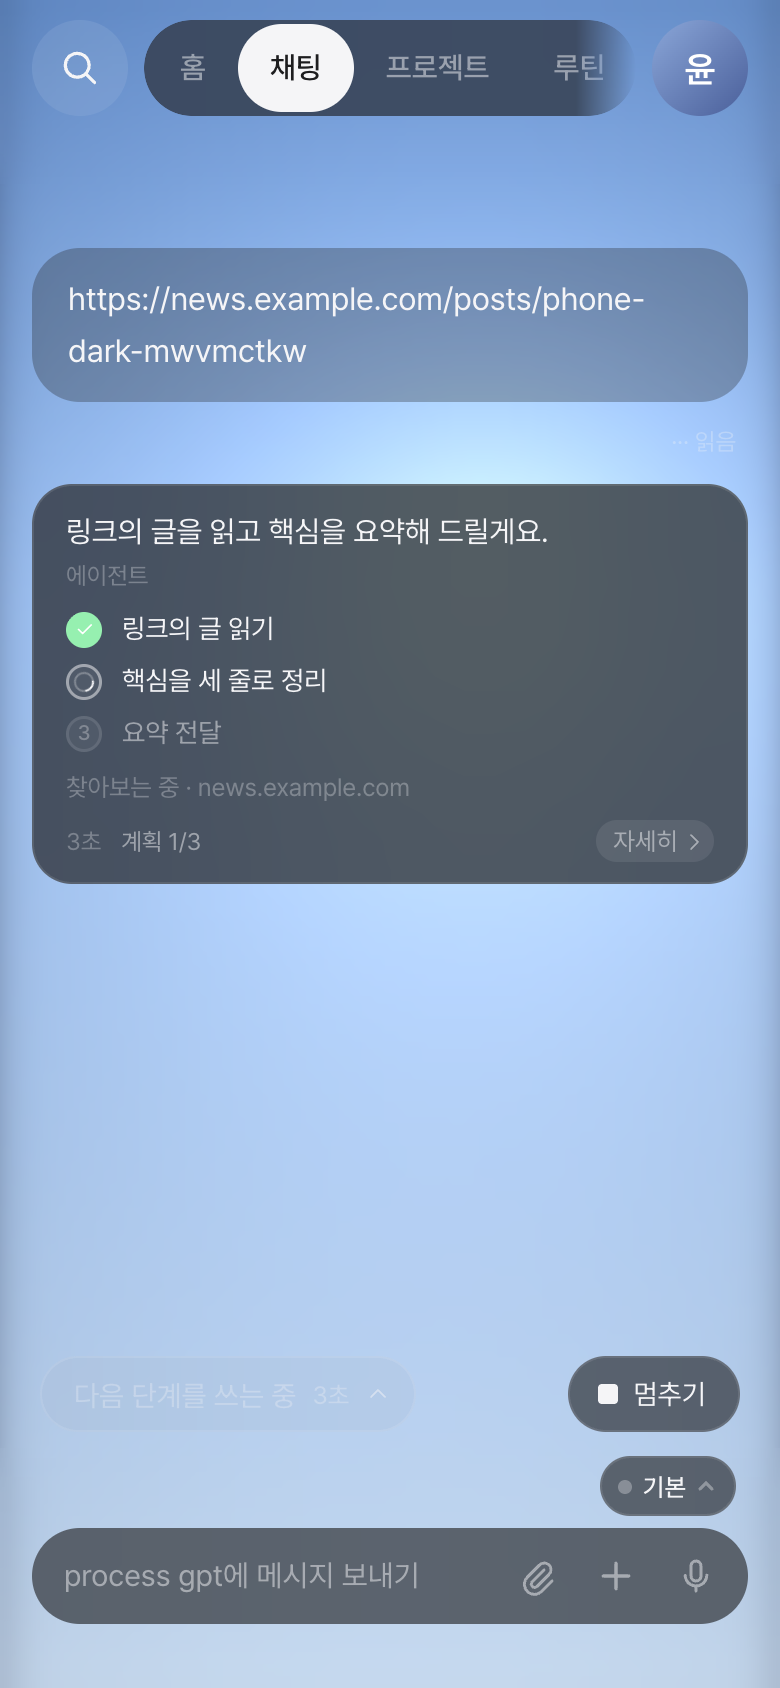 홈 채팅 프로젝트 루틴 윤
https://news.example.com/posts/phone-
dark-mwvmctkw
··· 읽음
링크의 글을 읽고 핵심을 요약해 드릴게요.
에이전트
링크의 글 읽기
핵심을 세 줄로 정리
3 요약 전달
찾아보는 중 · news.example.com
3초 계획 1/3 자세히
다음 단계를 쓰는 중 3초 멈추기
기본
process gpt에 메시지 보내기